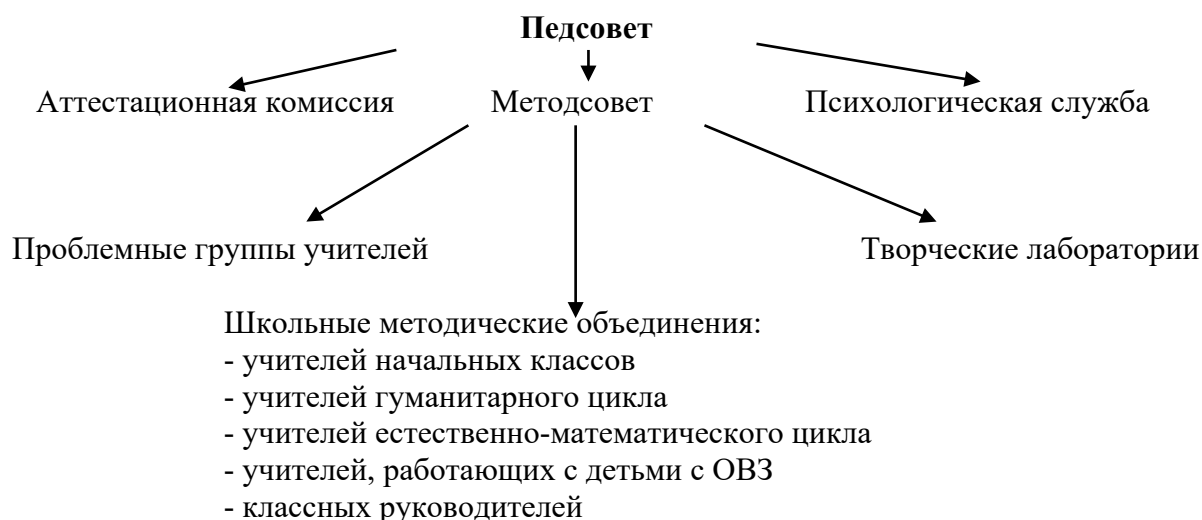 Педсовет
Аттестационная комиссия Методсовет Психологическая служба
Проблемные группы учителей Творческие лаборатории
Школьные методические объединения:
- учителей начальных классов
- учителей гуманитарного цикла
- учителей естественно-математического цикла
- учителей, работающих с детьми с ОВЗ
- классных руководителей